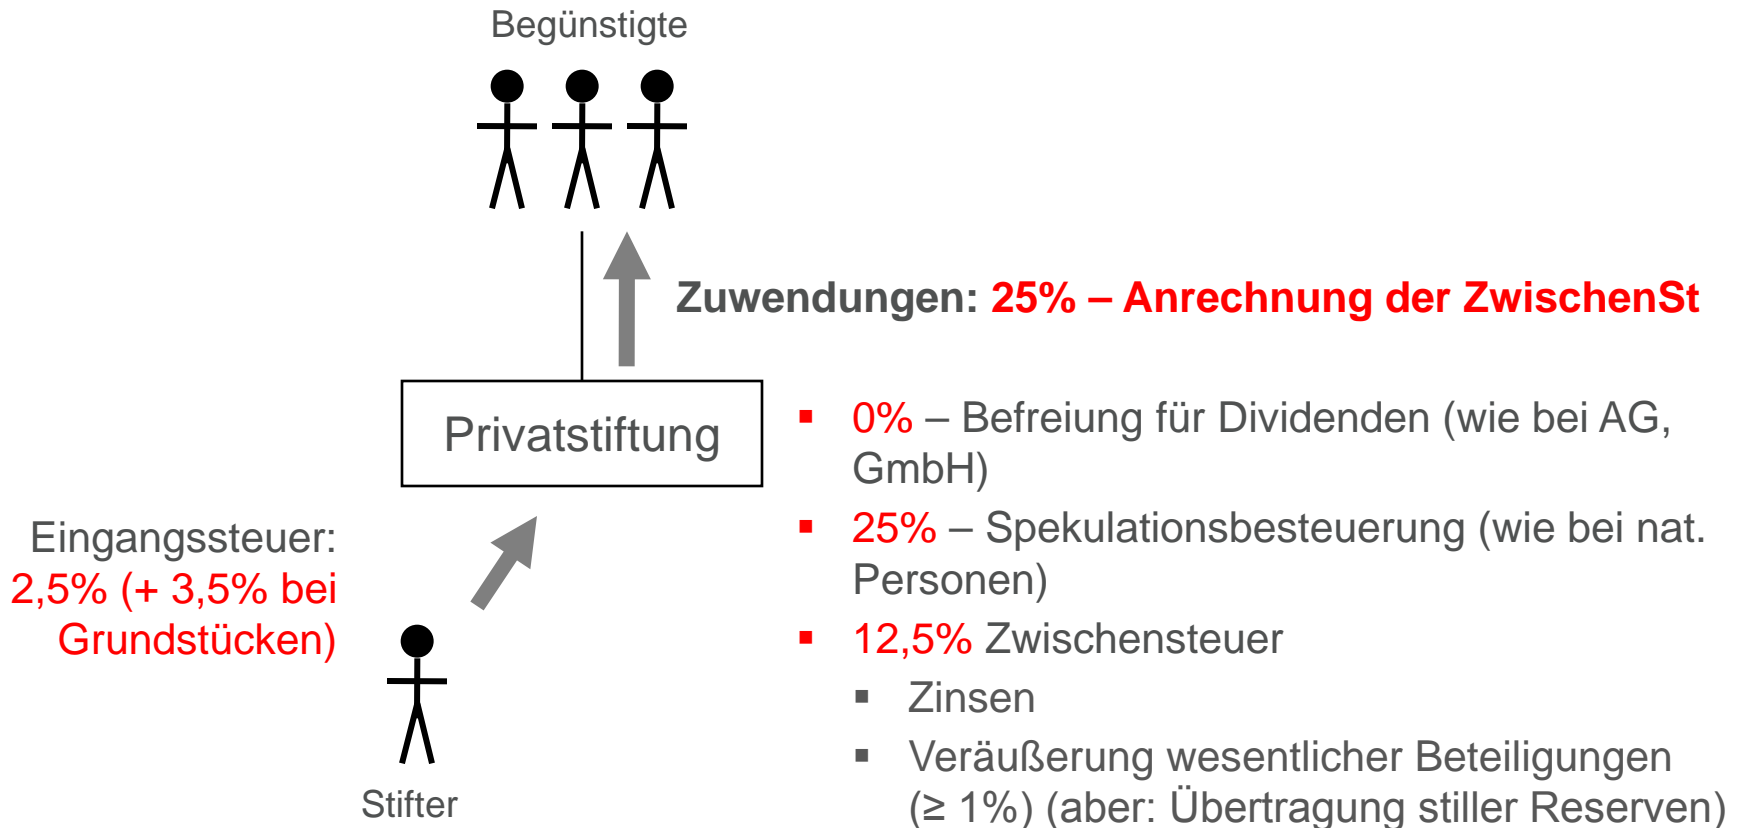 Begünstigte
Zuwendungen: 25% – Anrechnung der ZwischenSt
Privatstiftung
▪ 0% – Befreiung für Dividenden (wie bei AG,
GmbH)
▪ 25% – Spekulationsbesteuerung (wie bei nat.
Personen)
▪ 12,5% Zwischensteuer
▪ Zinsen
▪ Veräußerung wesentlicher Beteiligungen
(≥ 1%) (aber: Übertragung stiller Reserven)
Eingangssteuer:
2,5% (+ 3,5% bei
Grundstücken)
Stifter